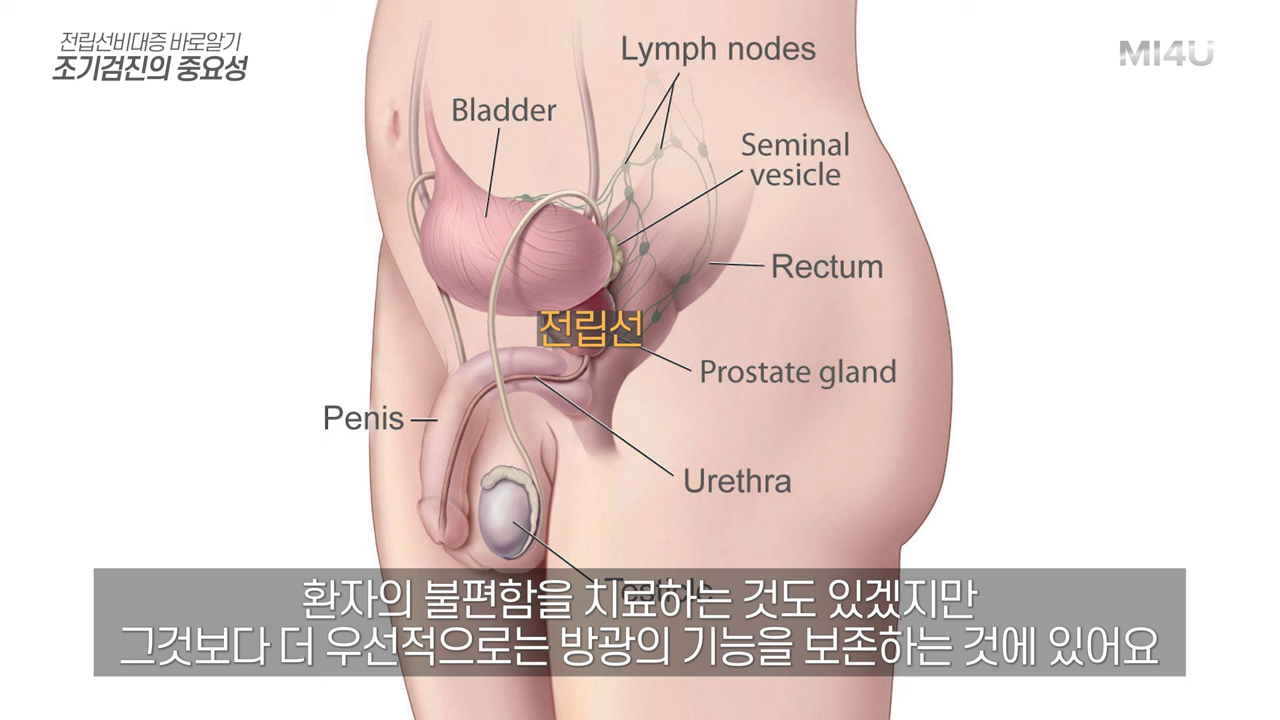 전립선비대증 바로알기
조기검진의 중요성
MI4U
Lymph nodes
Bladder
Seminal
vesicle
Rectum
전립선
Prostate gland
Penis
Urethra
Testicle
환자의 불편함을 치료하는 것도 있겠지만
그것보다 더 우선적으로는 방광의 기능을 보존하는 것에 있어요